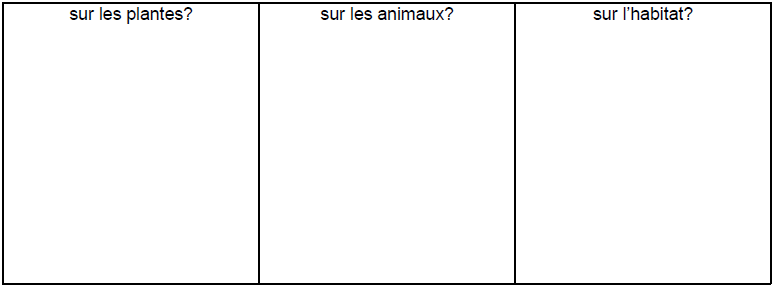 sur les plantes?
sur les animaux?
sur l'habitat?